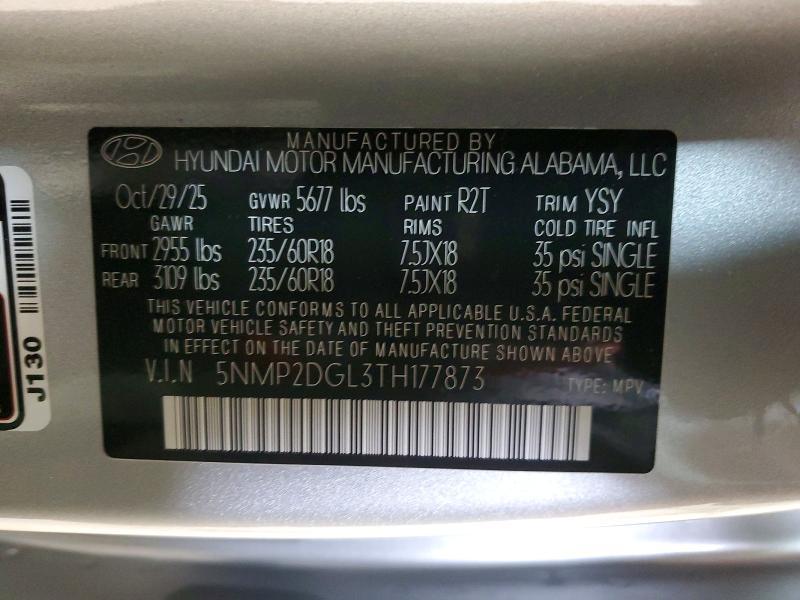 MANUFACTURED BY
HYUNDAI MOTOR MANUFACTURING ALABAMA, LLC
Oct/29/25 GVWR 5677 lbs PAINT R2T TRIM YSY
GAWR TIRES RIMS COLD TIRE INFL
FRONT 2955 lbs 235/60R18 7.5JX18 35 psi SINGLE
REAR 3109 lbs 235/60R18 7.5JX18 35 psi SINGLE
THIS VEHICLE CONFORMS TO ALL APPLICABLE U.S.A. FEDERAL
MOTOR VEHICLE SAFETY AND THEFT PREVENTION STANDARDS
IN EFFECT ON THE DATE OF MANUFACTURE SHOWN ABOVE
V.I.N 5NMP2DGL3TH177873 TYPE: MPV
J130